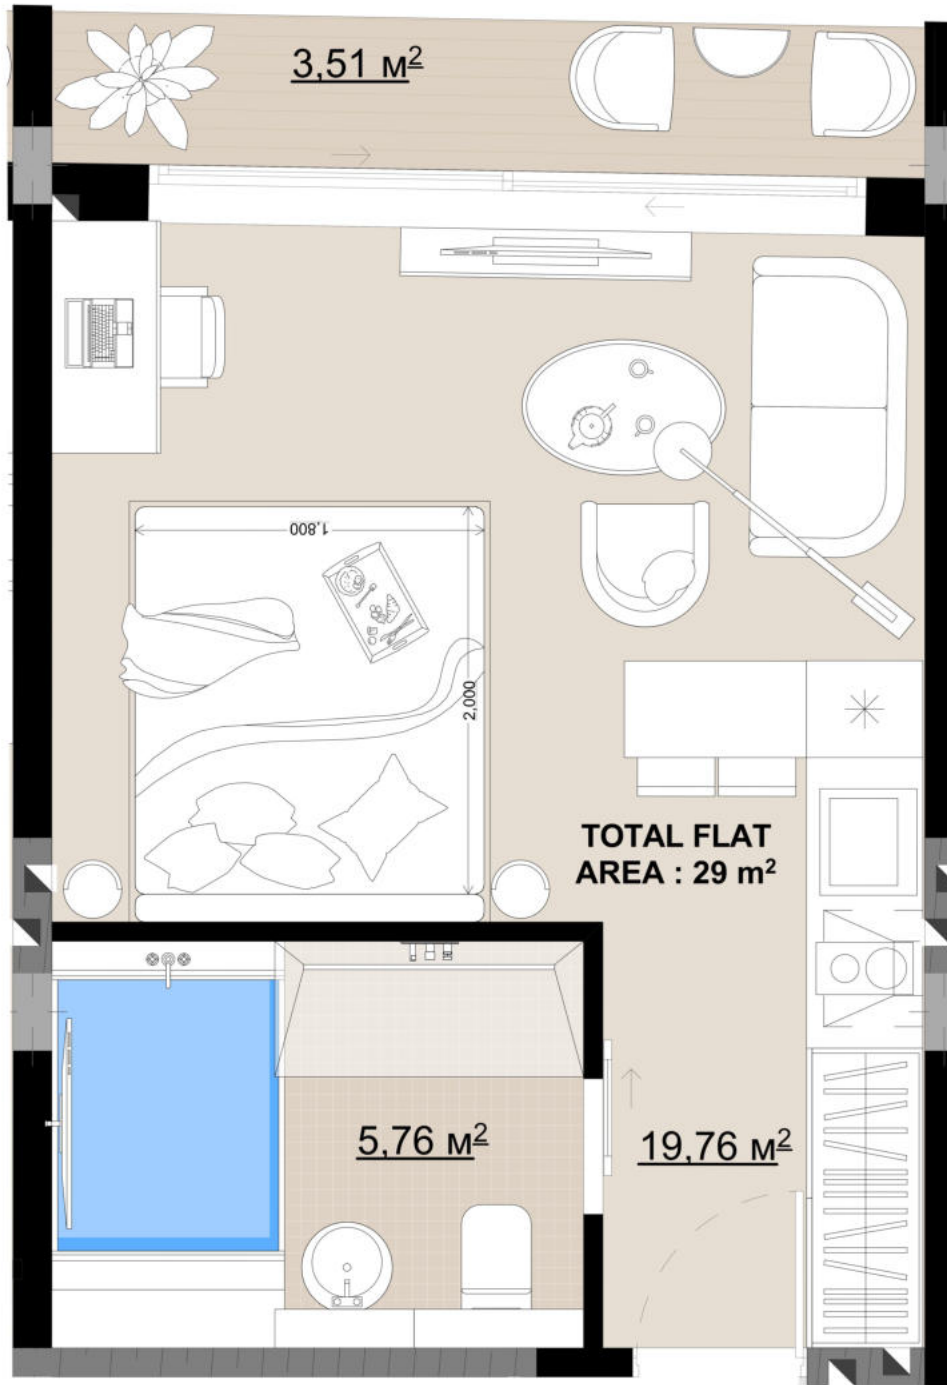 3,51 м²
1,800
2,000
TOTAL FLAT
AREA : 29 m²
5,76 м²
19,76 м²